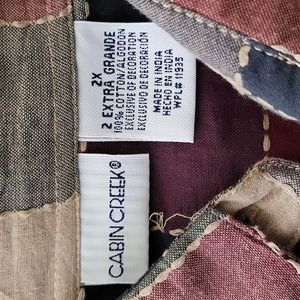 2X
2 EXTRA GRANDE
100% COTTON/ALGODON
EXCLUSIVE OF DECORATION
EXCLUSIVO DE DECORACIÓN
MADE IN INDIA
HECHO EN INDIA
WPL# 11935
CABIN CREEK®